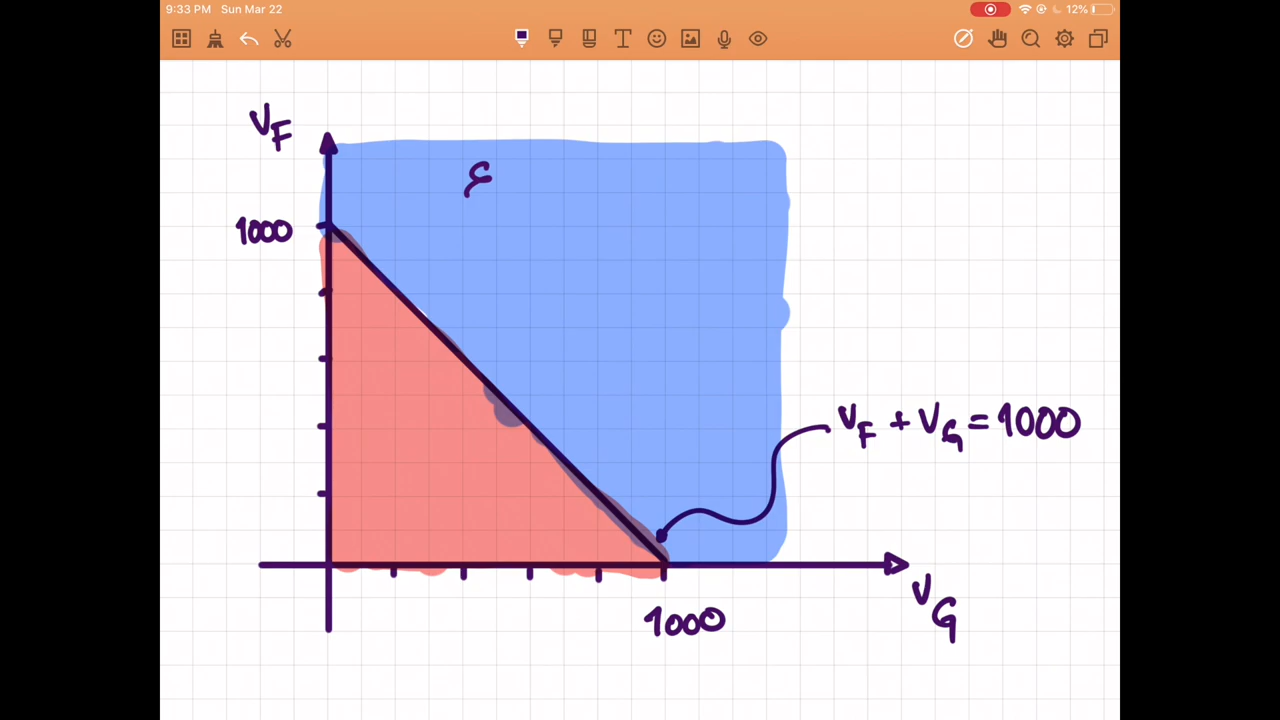 9:33 PM Sun Mar 22
12%
V_F
1000
V_F + V_G = 1000
1000
V_G